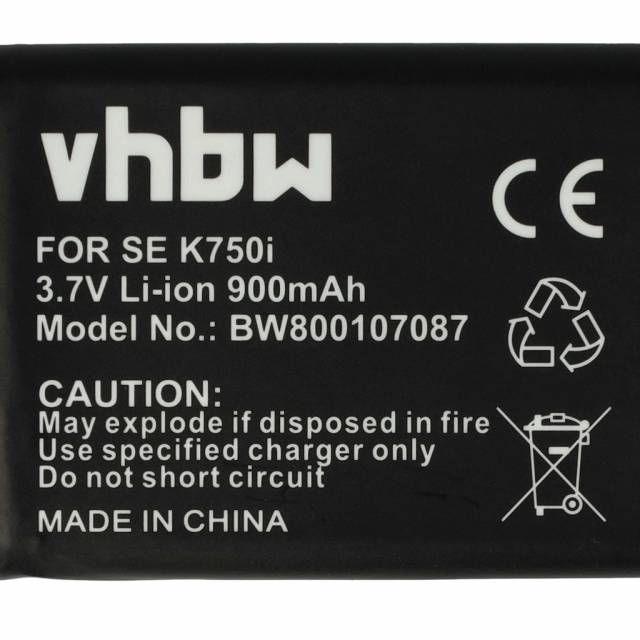 vhbw
CE
FOR SE K750i
3.7V Li-ion 900mAh
Model No.: BW800107087
CAUTION:
May explode if disposed in fire
Use specified charger only
Do not short circuit
MADE IN CHINA